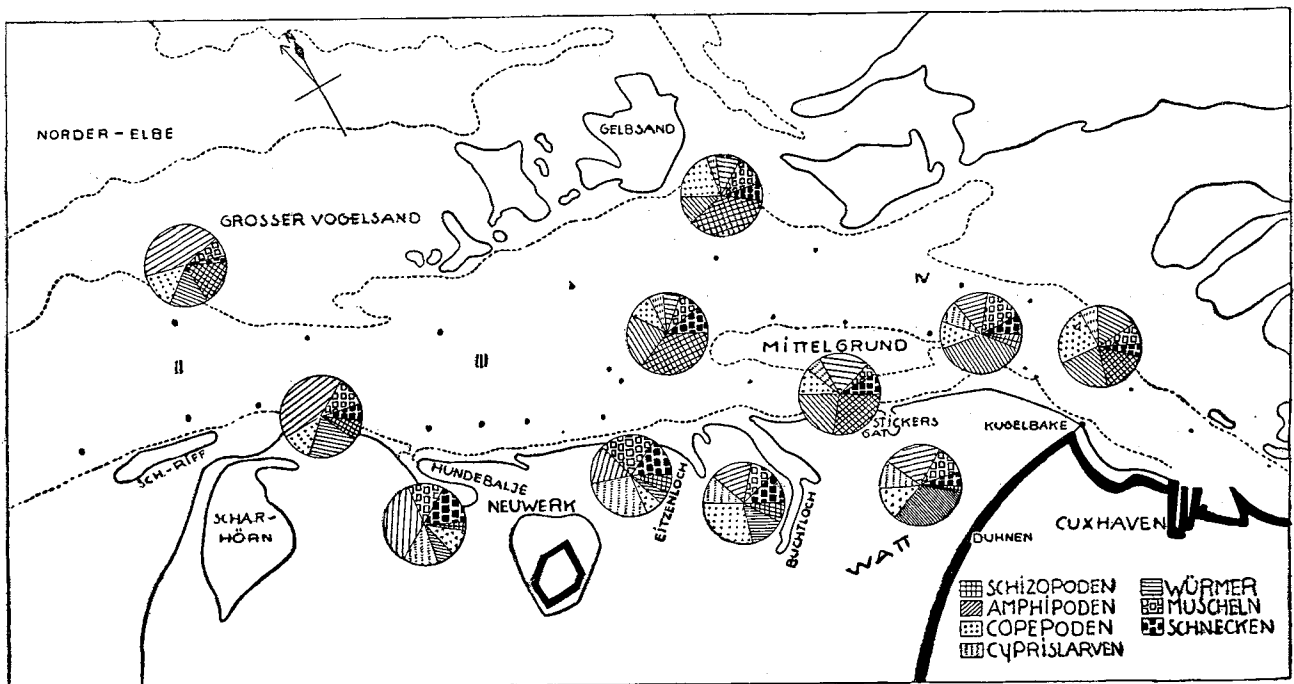 NORDER-ELBE
GELBSAND
GROSSER VOGELSAND
II
III
IV
MITTELGRUND
STICKERS
GAT
KUGELBAKE
SCH.-RIFF
HUNDEBALJE
NEUWERK
EITZENLOCH
BUCHTLOCH
WATT
SCHAR-
HÖRN
DUHNEN
CUXHAVEN
SCHIZOPODEN
AMPHIPODEN
COPEPODEN
CYPRISLARVEN
WÜRMER
MUSCHELN
SCHNECKEN